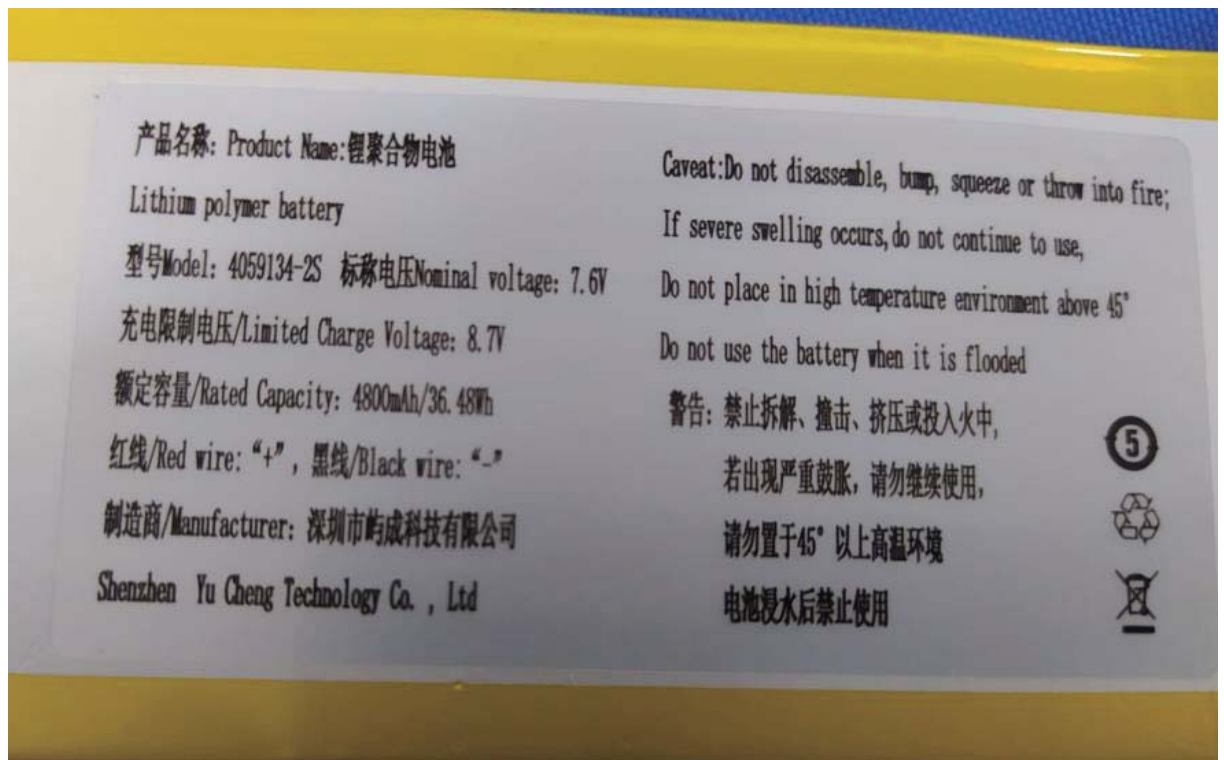 产品名称: Product Name:锂聚合物电池
Lithium polymer battery
型号Model: 4059134-2S 标称电压Nominal voltage: 7.6V
充电限制电压/Limited Charge Voltage: 8.7V
额定容量/Rated Capacity: 4800mAh/36.48Wh
红线/Red wire: “+”, 黑线/Black wire: “-”
制造商/Manufacturer: 深圳市屿成科技有限公司
Shenzhen Yu Cheng Technology Co. , Ltd
Caveat:Do not disassemble, bump, squeeze or throw into fire;
If severe swelling occurs,do not continue to use,
Do not place in high temperature environment above 45°
Do not use the battery when it is flooded
警告: 禁止拆解、撞击、挤压或投入火中,
若出现严重鼓胀, 请勿继续使用,
请勿置于45° 以上高温环境
电池浸水后禁止使用
5